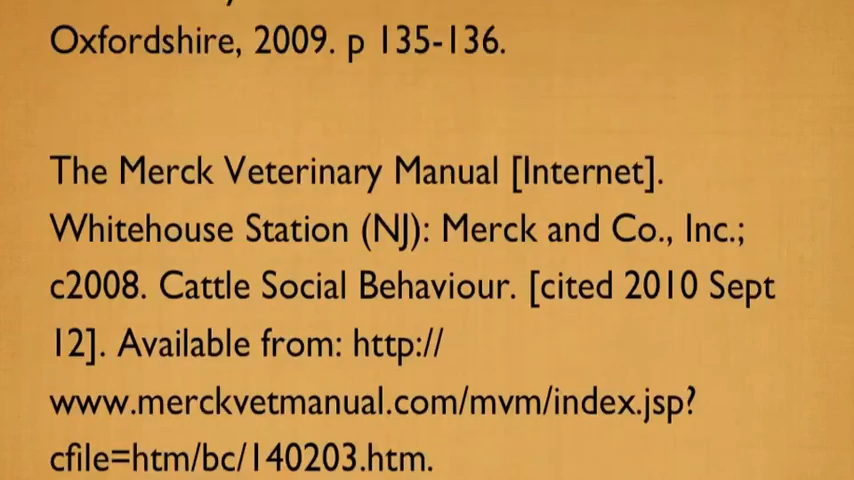 Oxfordshire, 2009. p 135-136.
The Merck Veterinary Manual [Internet].
Whitehouse Station (NJ): Merck and Co., Inc.;
c2008. Cattle Social Behaviour. [cited 2010 Sept
12]. Available from: http://
www.merckvetmanual.com/mvm/index.jsp?
cfile=htm/bc/140203.htm.